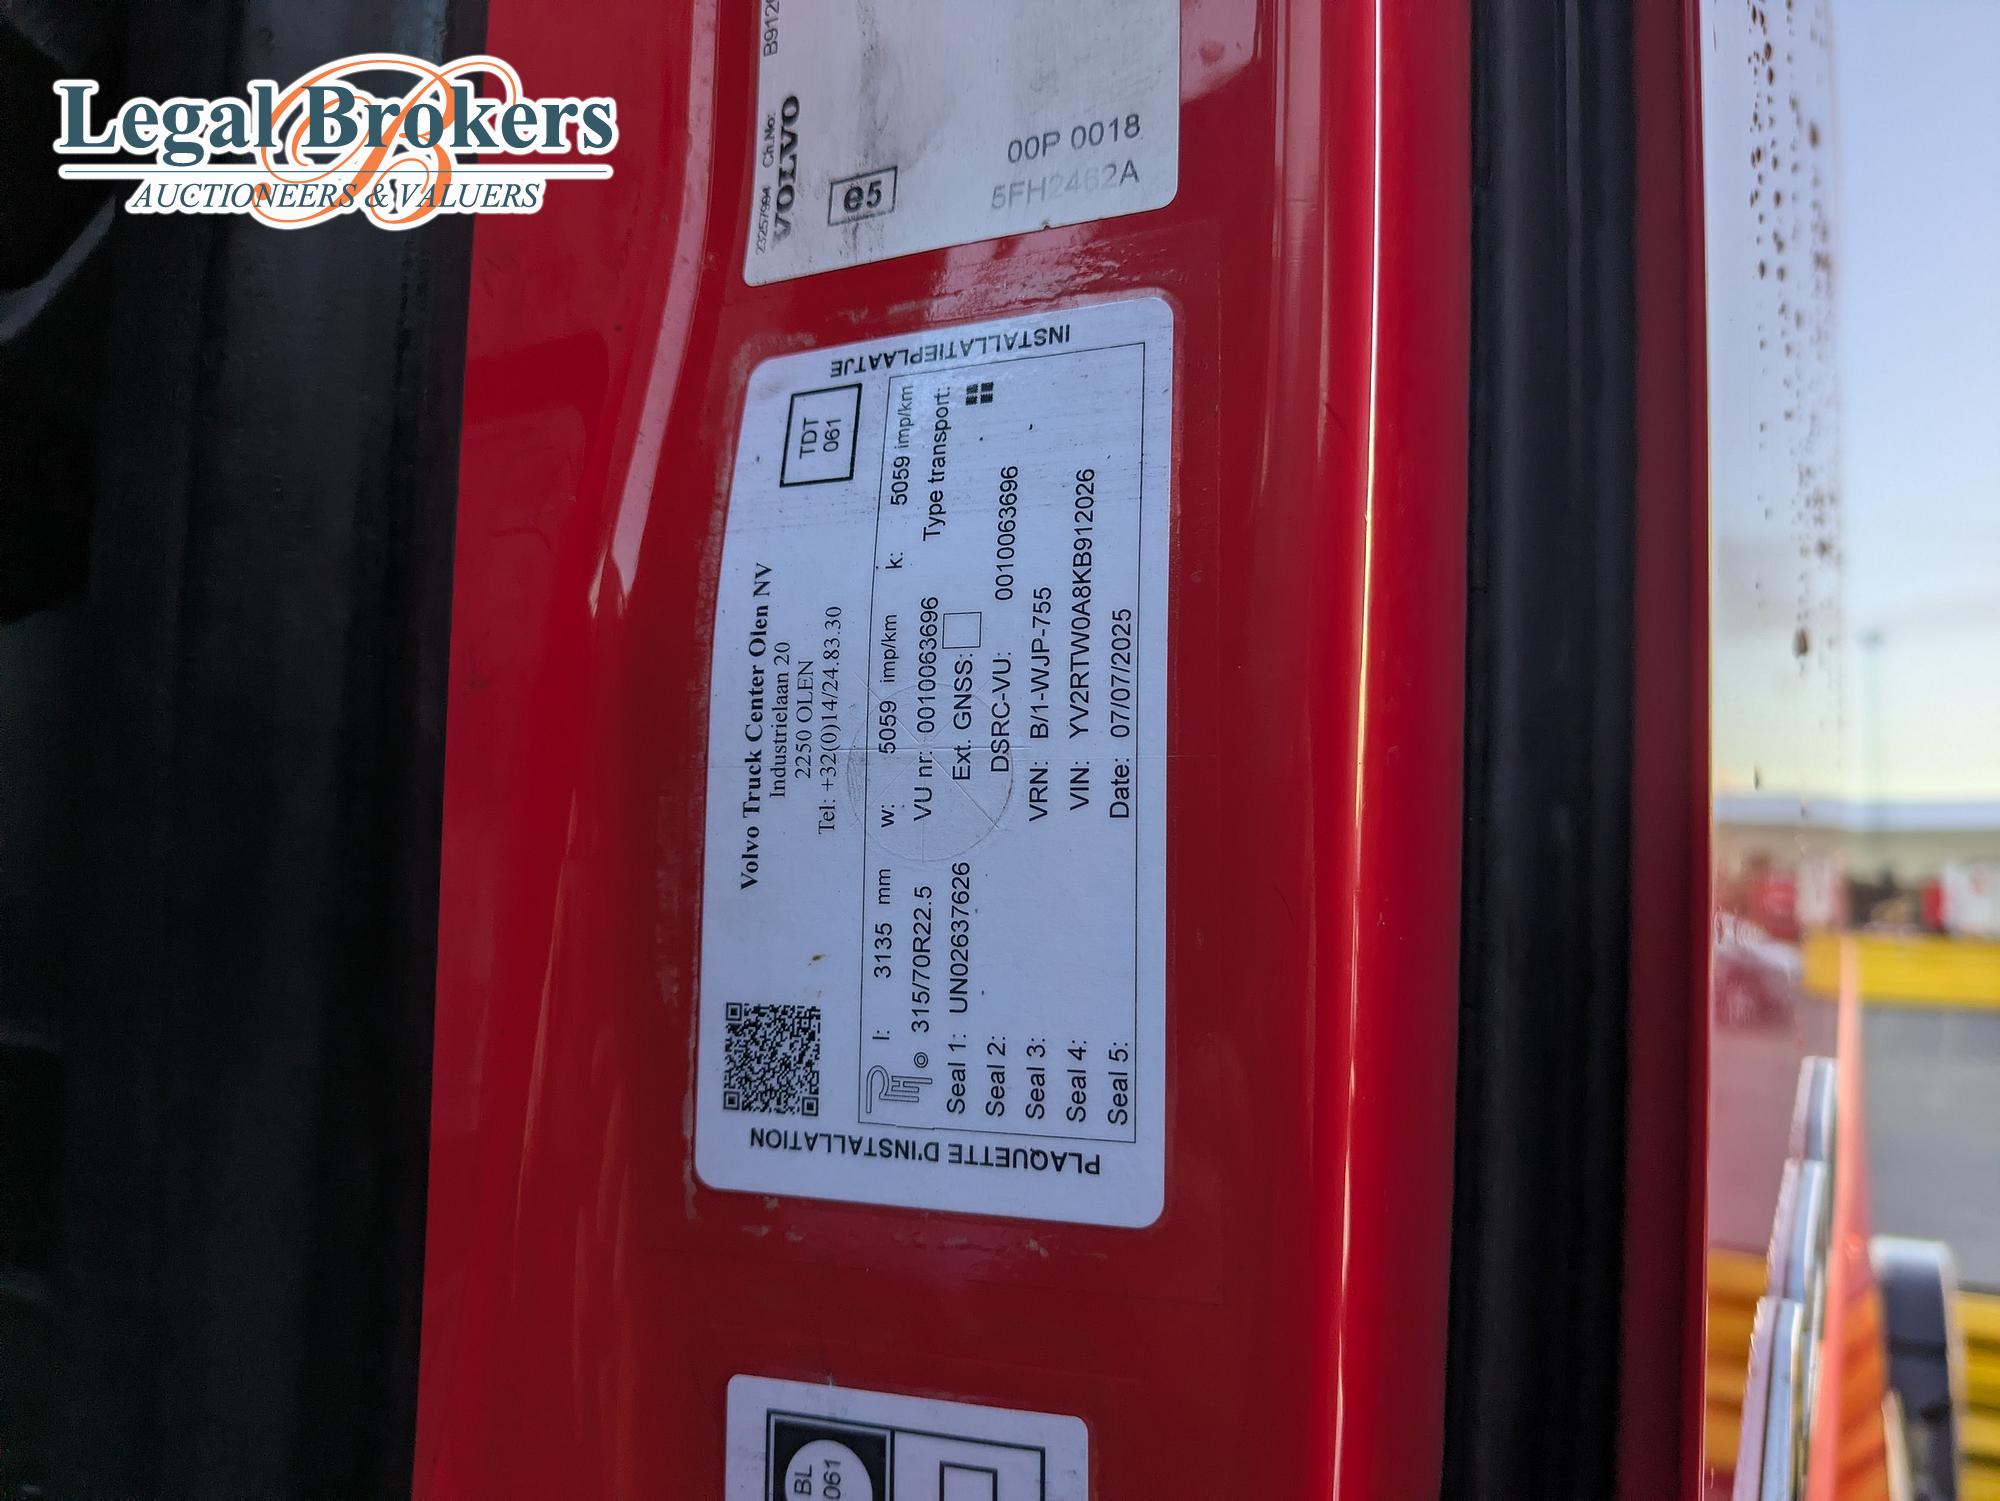 Legal Brokers
AUCTIONEERS & VALUERS
23257994 Ch.No: B912
VOLVO
e5
00P 0018
5FH2462A
INSTALLATIEPLAATJE
Volvo Truck Center Olen NV
Industrielaan 20
2250 OLEN
Tel: +32(0)14/24.83.30
TDT
061
l: 3135 mm w: 5059 imp/km k: 5059 imp/km
315/70R22.5 VU nr: 0010063696 Type transport:
Seal 1: UN02637626 Ext. GNSS:
Seal 2: DSRC-VU: 0010063696
Seal 3: VRN: B/1-WJP-755
Seal 4: VIN: YV2RTW0A8KB912026
Seal 5: Date: 07/07/2025
PLAQUETTE D'INSTALLATION
BL
061